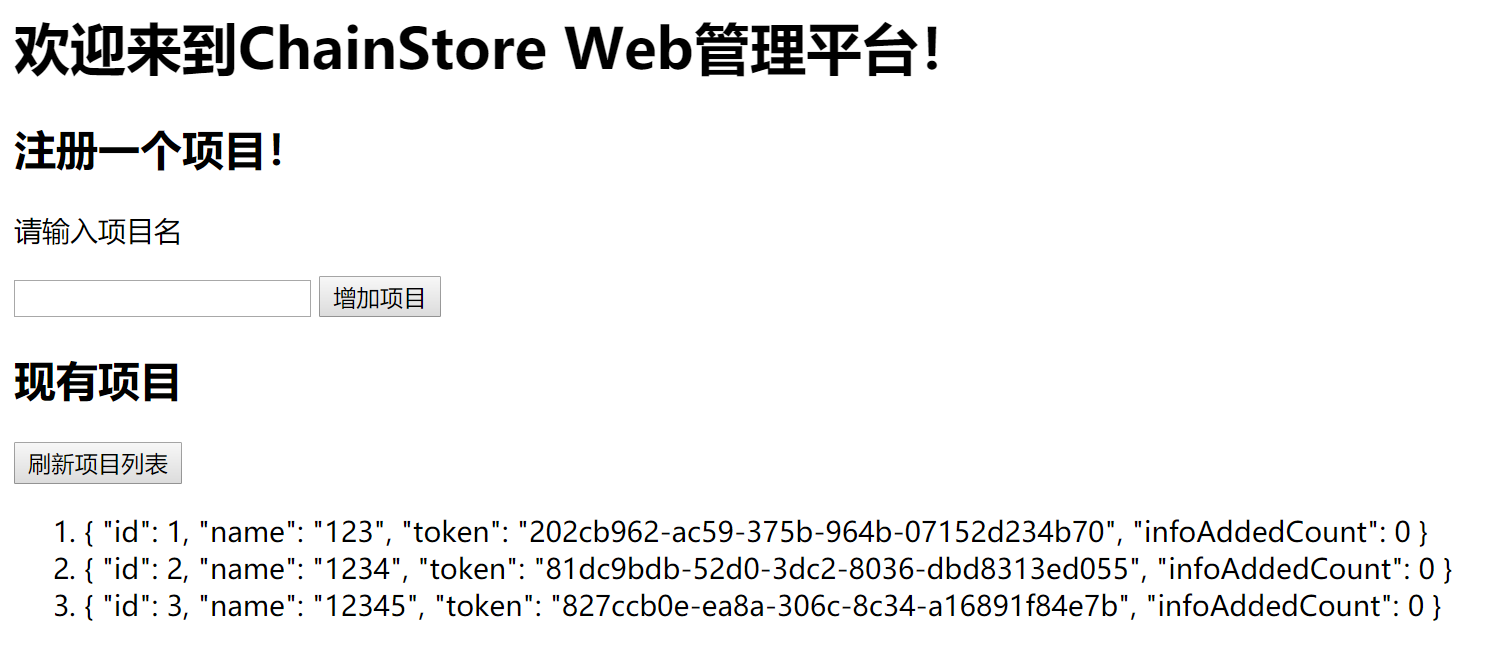 欢迎来到ChainStore Web管理平台！
注册一个项目！
请输入项目名
增加项目
现有项目
刷新项目列表
1. { "id": 1, "name": "123", "token": "202cb962-ac59-375b-964b-07152d234b70", "infoAddedCount": 0 }
2. { "id": 2, "name": "1234", "token": "81dc9bdb-52d0-3dc2-8036-dbd8313ed055", "infoAddedCount": 0 }
3. { "id": 3, "name": "12345", "token": "827ccb0e-ea8a-306c-8c34-a16891f84e7b", "infoAddedCount": 0 }